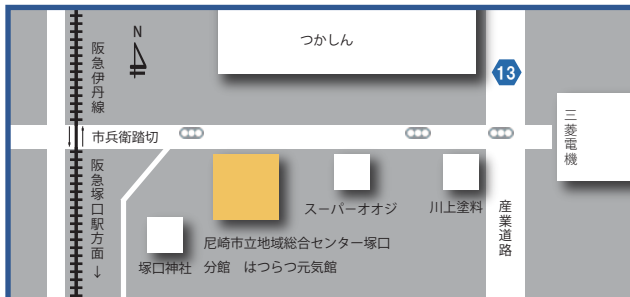 つかしん
N
阪急伊丹線
13
三菱電機
市兵衛踏切
阪急塚口駅方面→
スーパーオオジ
川上塗料
産業道路
尼崎市立地域総合センター塚口
分館　はつらつ元気館
塚口神社